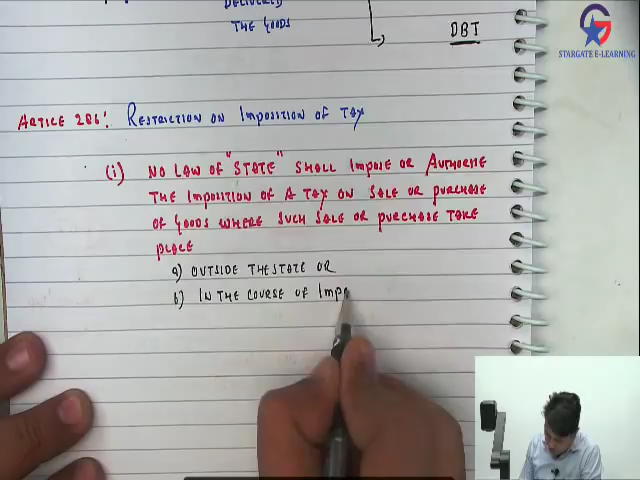 DELIVERED
THE GOODS
DBT
STARGATE E-LEARNING
ARTICE 286: RESTRICTION ON IMPOSITION OF TAX
(i) NO LAW OF "STATE" SHALL IMPOSE OR AUTHORISE
THE IMPOSITION OF A TAX ON SALE OR PURCHASE
OF GOODS WHERE SUCH SALE OR PURCHASE TAKE
PLACE
a) OUTSIDE THE STATE OR
b) IN THE COURSE OF IMPO